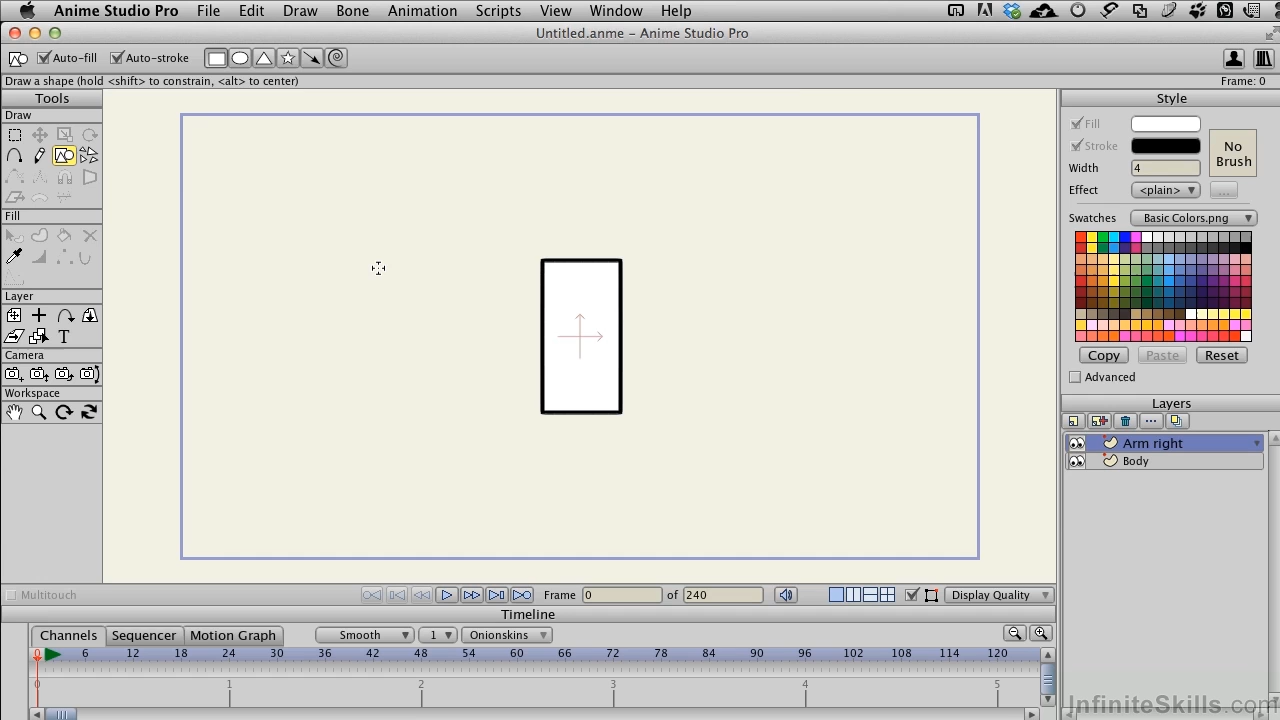 Anime Studio Pro File Edit Draw Bone Animation Scripts View Window Help
Untitled.anme – Anime Studio Pro
Auto-fill Auto-stroke
Draw a shape (hold <shift> to constrain, <alt> to center) Frame: 0
Tools
Draw
Fill
Layer
T
Camera
Workspace
Style
Fill
Stroke
No Brush
Width 4
Effect <plain> ...
Swatches Basic Colors.png
Copy Paste Reset
Advanced
Layers
Arm right
Body
Multitouch Frame 0 of 240 Display Quality
Timeline
Channels Sequencer Motion Graph Smooth 1 Onionskins
0 6 12 18 24 30 36 42 48 54 60 66 72 78 84 90 96 102 108 114 120
0 1 2 3 4 5
InfiniteSkills.com